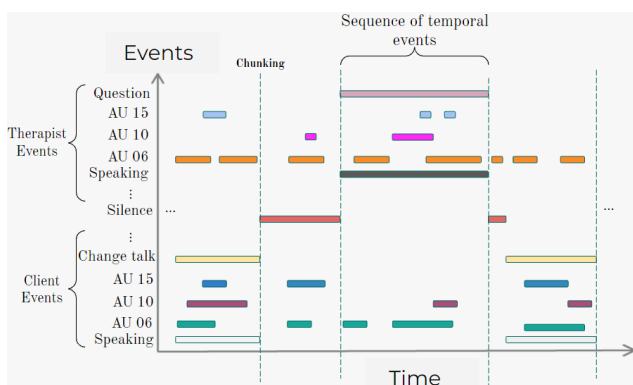 Sequence of temporal
events
Events
Chunking
Question
AU 15
AU 10
AU 06
Speaking
⋮
Therapist
Events
Silence
...
...
⋮
Change talk
AU 15
AU 10
AU 06
Speaking
Client
Events
Time